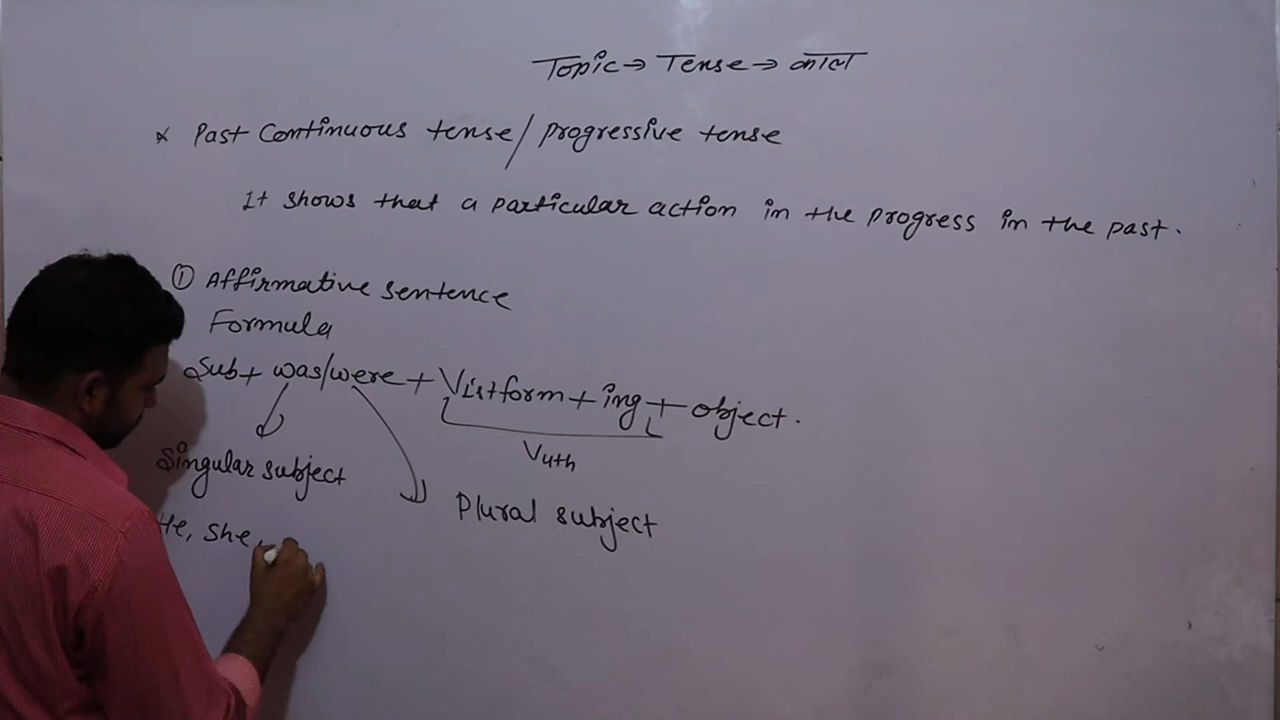 Topic → Tense → काल
* Past Continuous tense/progressive tense
It shows that a particular action in the progress in the past.
① Affirmative sentence
Formula
Sub + was/were + V1st form + ing + object.
V4th
Singular subject
Plural subject
He, She,